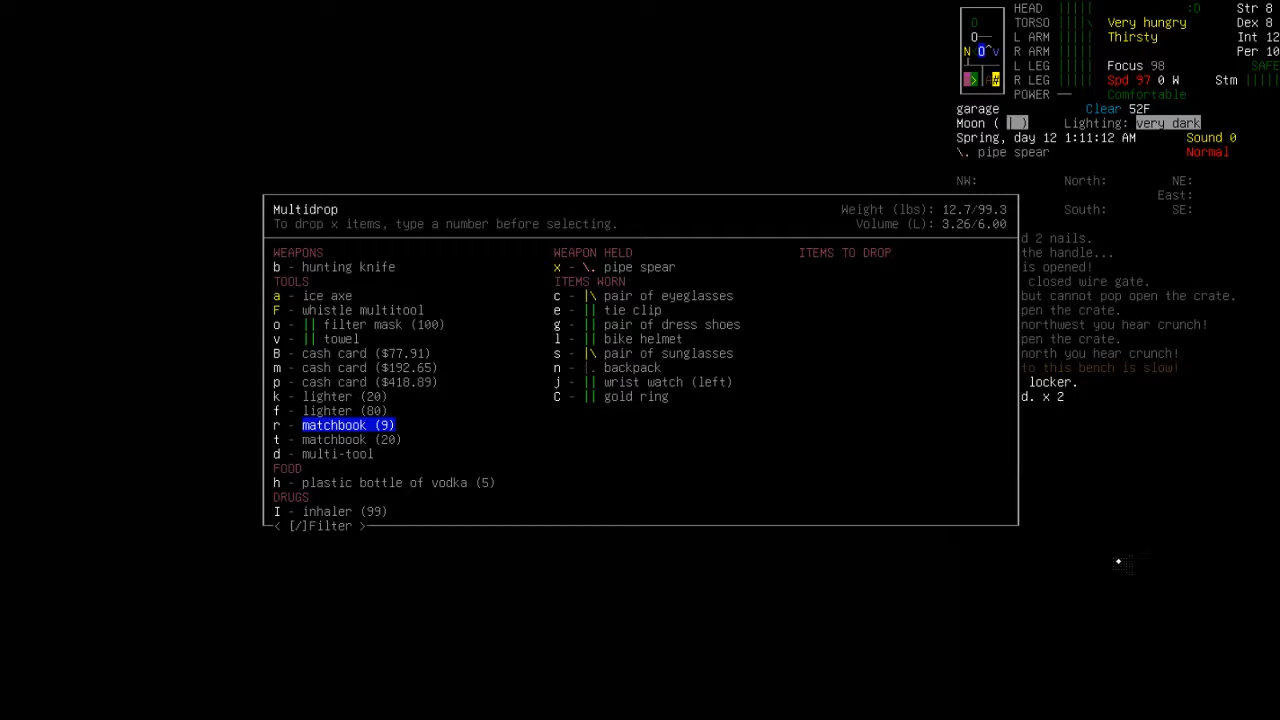 HEAD ||||| :D Str 8
TORSO ||||\ Very hungry Dex 8
L ARM ||||| Thirsty Int 12
R ARM ||||| Per 10
L LEG ||||| Focus 98 SAFE
R LEG ||||| Spd 97 0 W Stm |||||
POWER — Comfortable
garage Clear 52F
Moon ( | ) Lighting: very dark
Spring, day 12 1:11:12 AM Sound 0
\. pipe spear Normal
NW: North: NE:
East:
South: SE:
Multidrop Weight (lbs): 12.7/99.3
To drop x items, type a number before selecting. Volume (L): 3.26/6.00
WEAPONS WEAPON HELD ITEMS TO DROP
b - hunting knife x - \. pipe spear
TOOLS ITEMS WORN
a - ice axe c - |\ pair of eyeglasses
F - whistle multitool e - || tie clip
o - || filter mask (100) g - || pair of dress shoes
v - || towel l - || bike helmet
B - cash card ($77.91) s - |\ pair of sunglasses
m - cash card ($192.65) n - |. backpack
p - cash card ($418.89) j - || wrist watch (left)
k - lighter (20) C - || gold ring
f - lighter (80)
r - matchbook (9)
t - matchbook (20)
d - multi-tool
FOOD
h - plastic bottle of vodka (5)
DRUGS
I - inhaler (99)
< [/]Filter >
d 2 nails.
the handle...
is opened!
closed wire gate.
but cannot pop open the crate.
pen the crate.
northwest you hear crunch!
pen the crate.
north you hear crunch!
to this bench is slow!
locker.
d. x 2